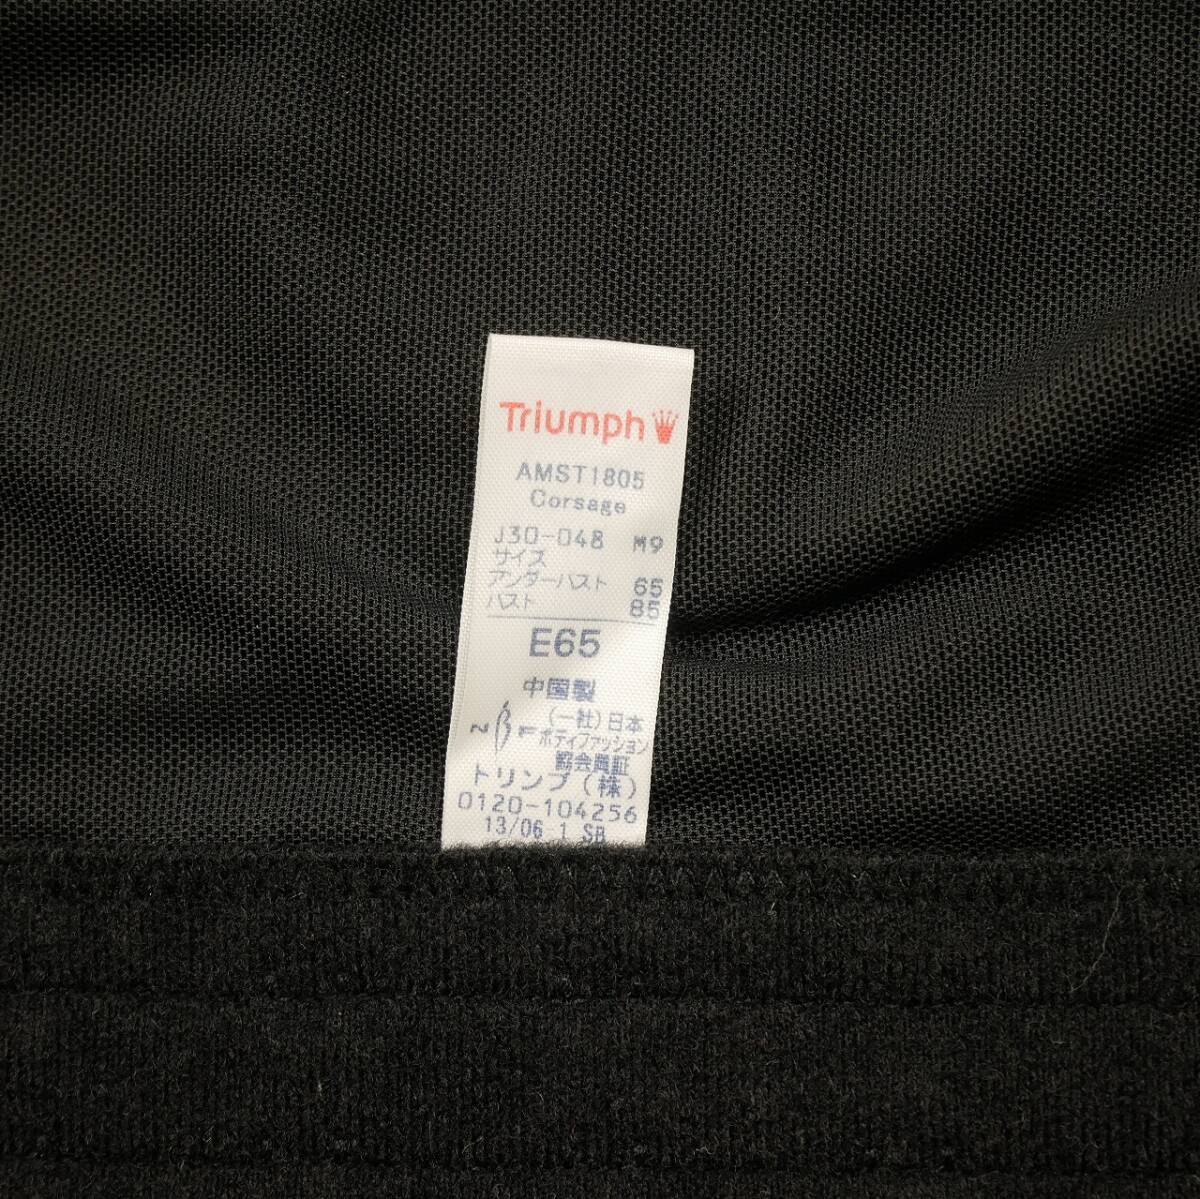 Triumph
AMST1805
Corsage
J30-048 M9
サイズ
アンダーバスト 65
バスト 85
E65
中国製
(一社)日本
ボディファッション
協会員証
トリンプ(株)
0120-104256
13/06 1 SB